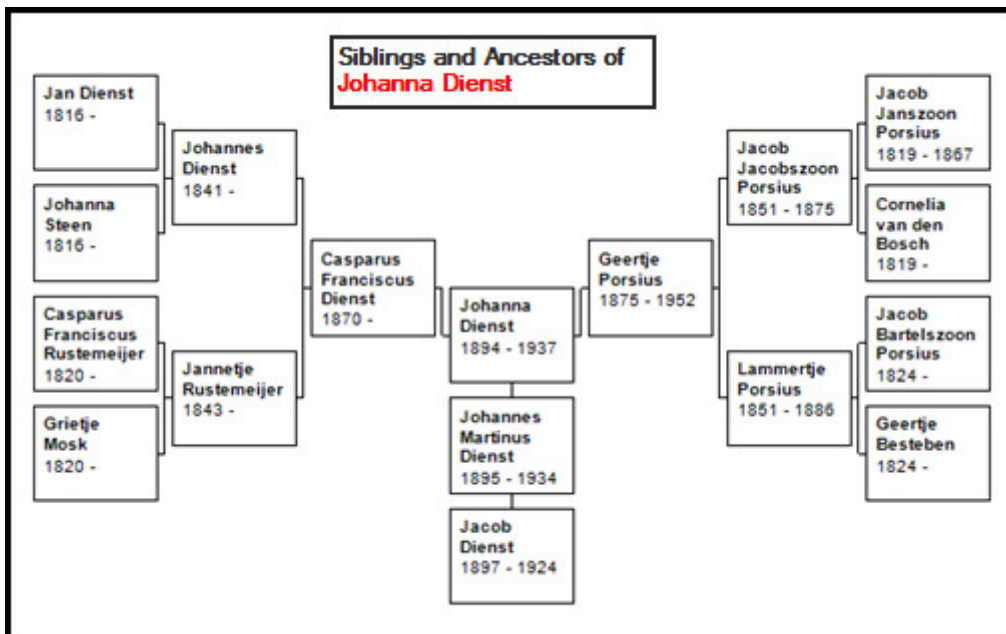 Siblings and Ancestors of
Johanna Dienst
Jan Dienst
1816 -
Johanna
Steen
1816 -
Casparus
Franciscus
Rustemeijer
1820 -
Grietje
Mosk
1820 -
Johannes
Dienst
1841 -
Jannetje
Rustemeijer
1843 -
Casparus
Franciscus
Dienst
1870 -
Johanna
Dienst
1894 - 1937
Johannes
Martinus
Dienst
1895 - 1934
Jacob
Dienst
1897 - 1924
Geertje
Porsius
1875 - 1952
Jacob
Jacobszoon
Porsius
1851 - 1875
Lammertje
Porsius
1851 - 1886
Jacob
Janszoon
Porsius
1819 - 1867
Cornelia
van den
Bosch
1819 -
Jacob
Bartelszoon
Porsius
1824 -
Geertje
Besteben
1824 -